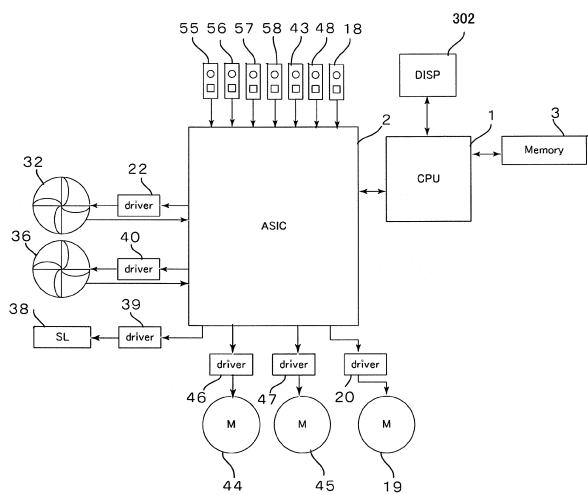 55 56 57 58 43 48 18
302
DISP
2
1
3
Memory
CPU
ASIC
32
22
driver
36
40
driver
38
39
SL
driver
driver
driver
driver
46
47
20
M
M
M
44
45
19